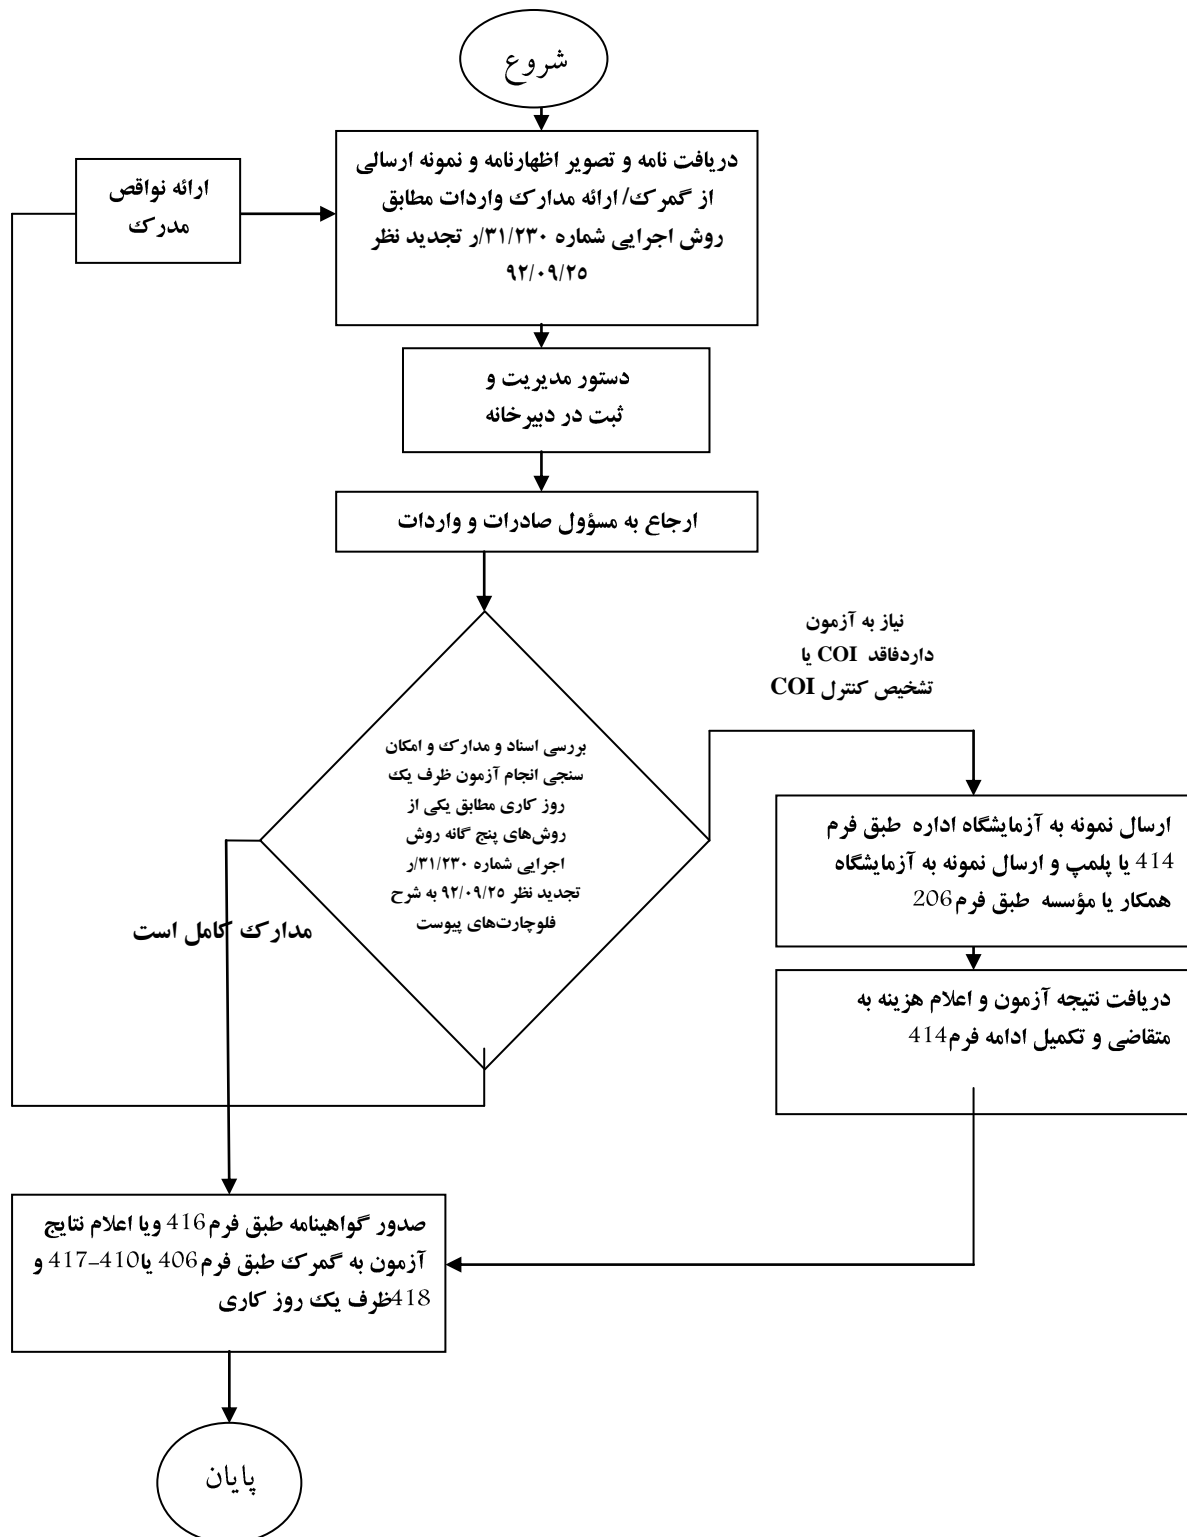 شروع
دریافت نامه و تصویر اظهارنامه و نمونه ارسالی
از گمرک/ ارائه مدارک واردات مطابق
روش اجرایی شماره ۳۱/۲۳۰/ر تجدید نظر
۹۲/۰۹/۲۵
ارائه نواقص
مدرک
دستور مدیریت و
ثبت در دبیرخانه
ارجاع به مسؤول صادرات و واردات
نیاز به آزمون
داردفاقد COI یا
تشخیص کنترل COI
بررسی اسناد و مدارک و امکان
سنجی انجام آزمون ظرف یک
روز کاری مطابق یکی از
روش‌های پنج گانه روش
اجرایی شماره ۳۱/۲۳۰/ر
تجدید نظر ۹۲/۰۹/۲۵ به شرح
فلوچارت‌های پیوست
مدارک کامل است
ارسال نمونه به آزمایشگاه اداره طبق فرم
414 یا پلمپ و ارسال نمونه به آزمایشگاه
همکار یا مؤسسه طبق فرم206
دریافت نتیجه آزمون و اعلام هزینه به
متقاضی و تکمیل ادامه فرم414
صدور گواهینامه طبق فرم416 ویا اعلام نتایج
آزمون به گمرک طبق فرم406 یا410-417 و
418ظرف یک روز کاری
پایان